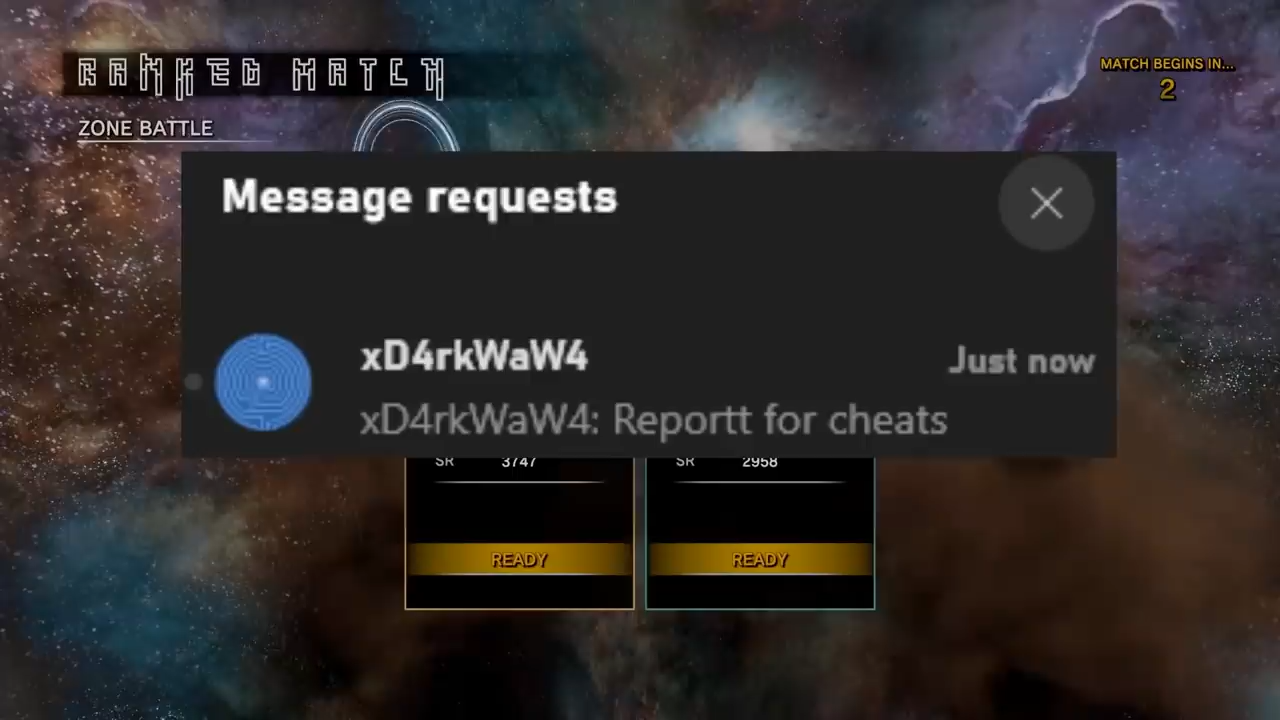 RANKED MATCH
MATCH BEGINS IN...
2
ZONE BATTLE
Message requests
xD4rkWaW4
Just now
xD4rkWaW4: Reportt for cheats
SR 3747
SR 2958
READY
READY